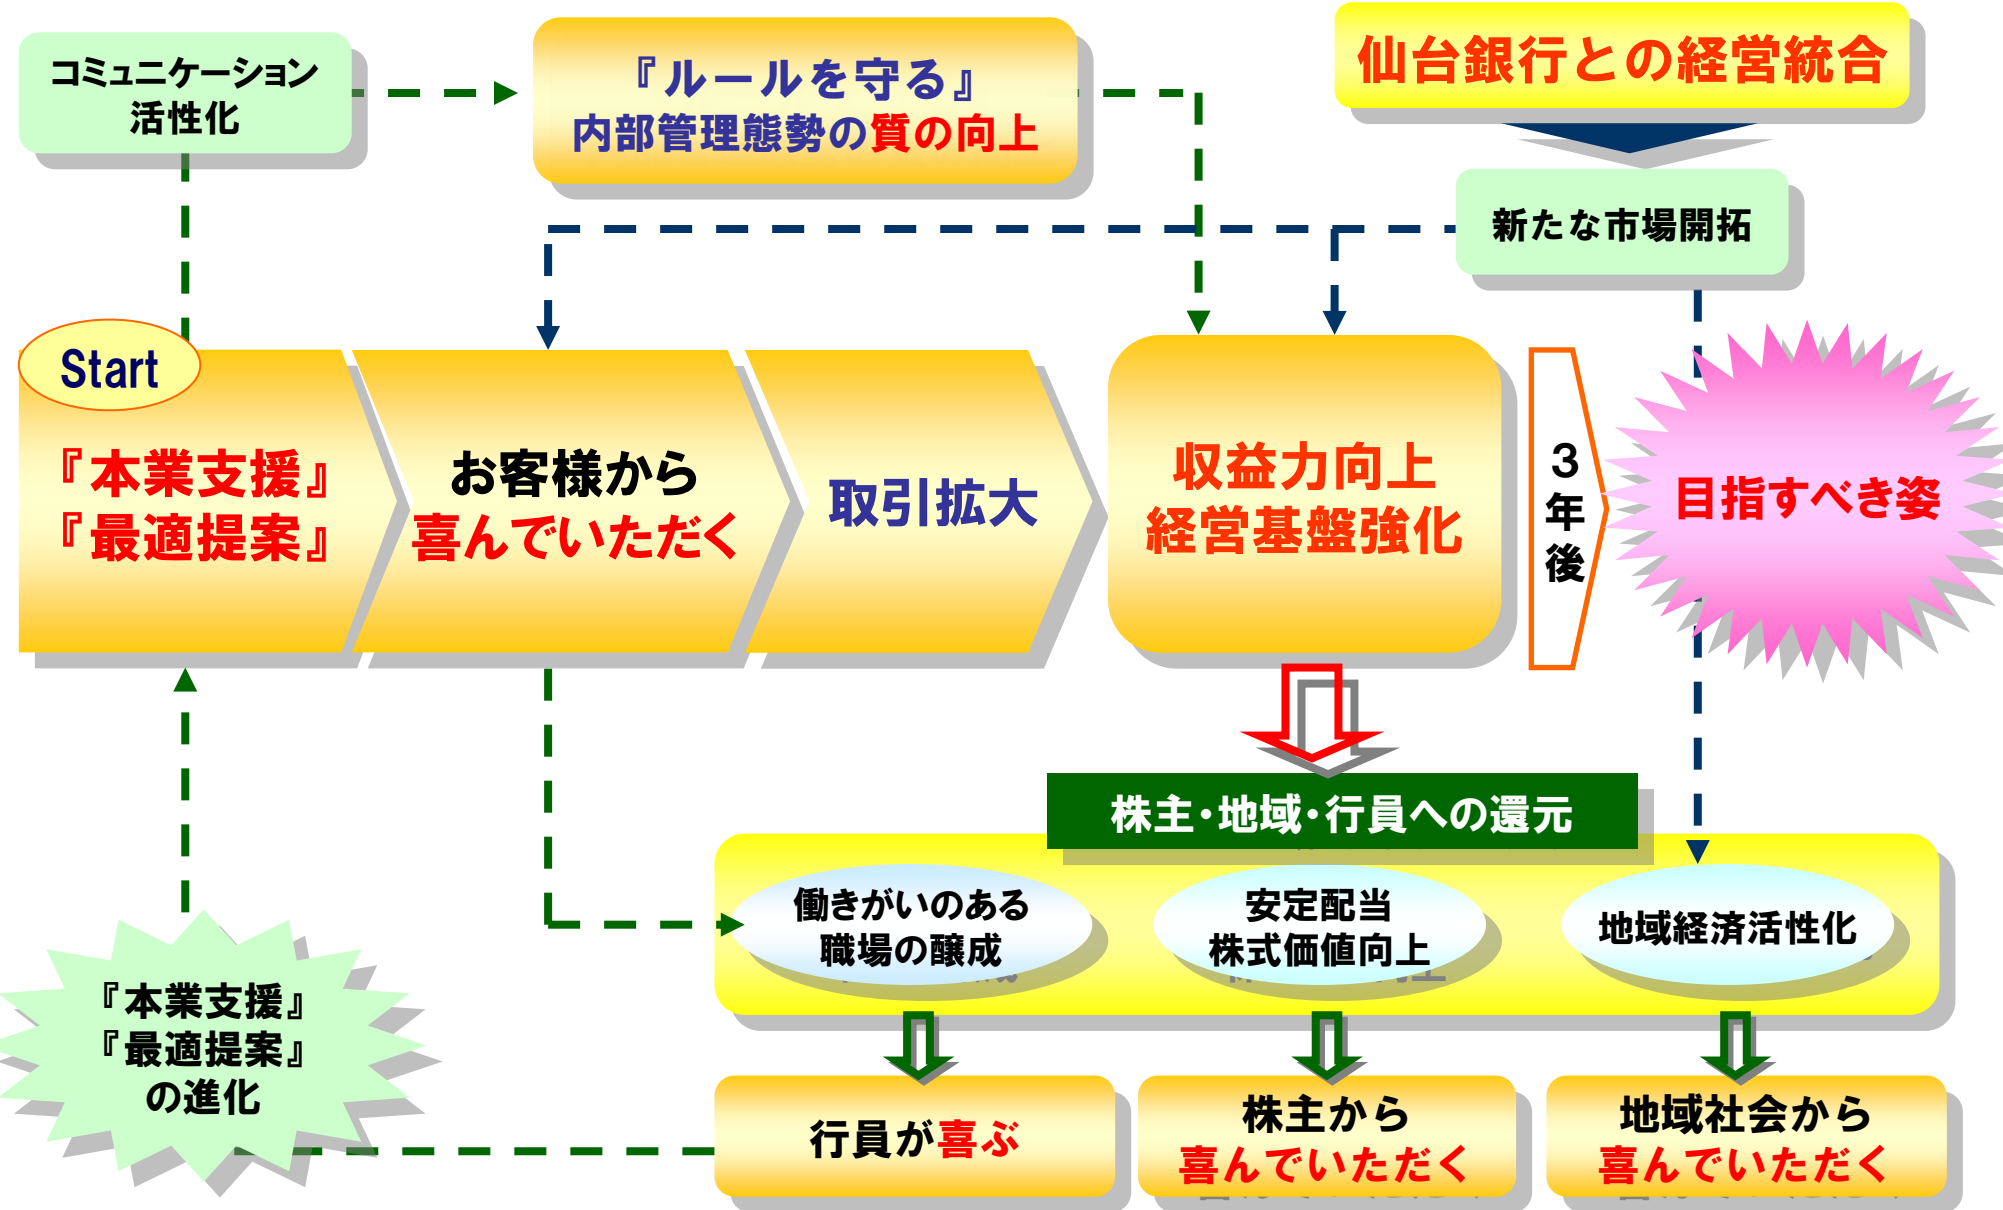 コミュニケーション
活性化
『ルールを守る』
内部管理態勢の質の向上
仙台銀行との経営統合
新たな市場開拓
Start
『本業支援』
『最適提案』
お客様から
喜んでいただく
取引拡大
収益力向上
経営基盤強化
3年後
目指すべき姿
株主・地域・行員への還元
働きがいのある
職場の醸成
安定配当
株式価値向上
地域経済活性化
『本業支援』
『最適提案』
の進化
行員が喜ぶ
株主から
喜んでいただく
地域社会から
喜んでいただく